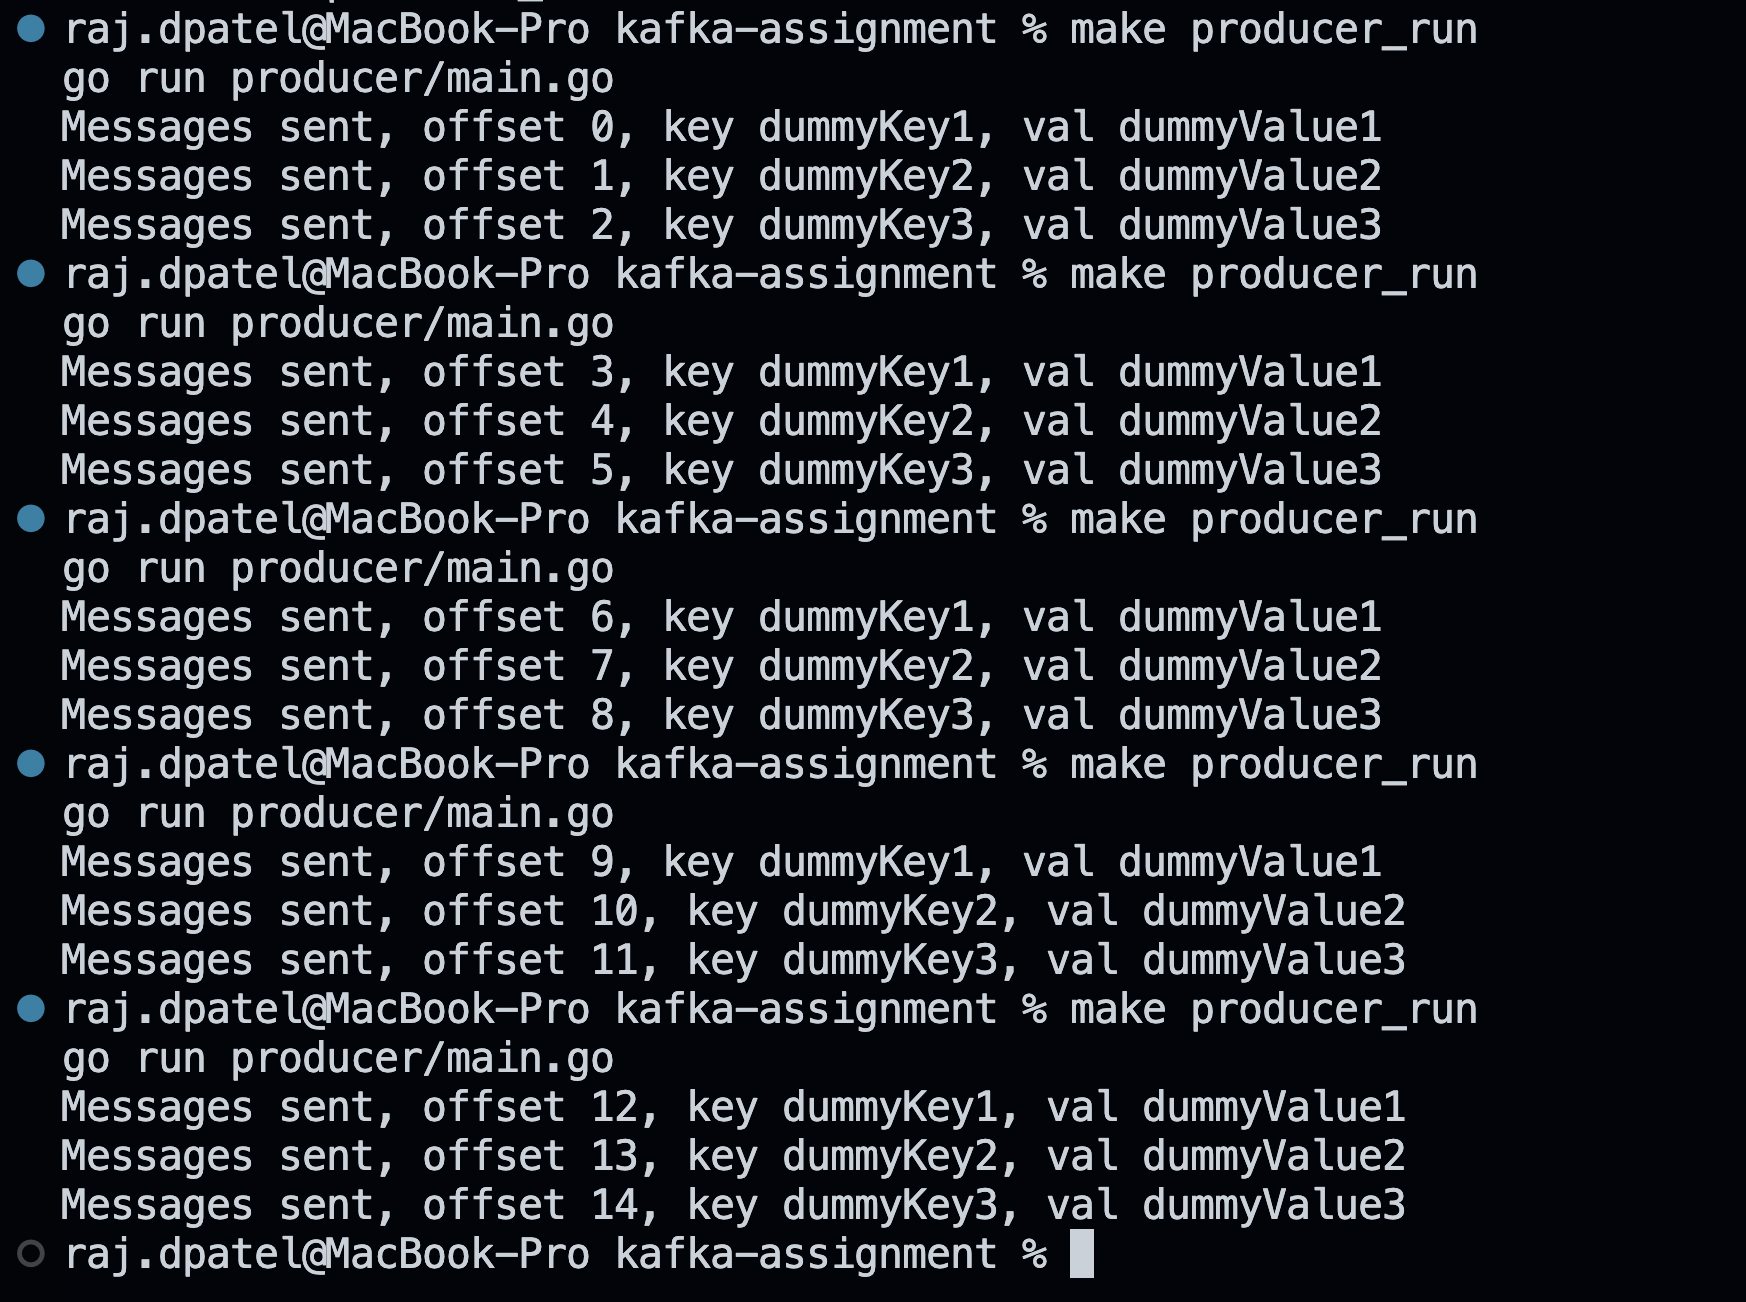 raj.dpatel@MacBook-Pro kafka-assignment % make producer_run
go run producer/main.go
Messages sent, offset 0, key dummyKey1, val dummyValue1
Messages sent, offset 1, key dummyKey2, val dummyValue2
Messages sent, offset 2, key dummyKey3, val dummyValue3
raj.dpatel@MacBook-Pro kafka-assignment % make producer_run
go run producer/main.go
Messages sent, offset 3, key dummyKey1, val dummyValue1
Messages sent, offset 4, key dummyKey2, val dummyValue2
Messages sent, offset 5, key dummyKey3, val dummyValue3
raj.dpatel@MacBook-Pro kafka-assignment % make producer_run
go run producer/main.go
Messages sent, offset 6, key dummyKey1, val dummyValue1
Messages sent, offset 7, key dummyKey2, val dummyValue2
Messages sent, offset 8, key dummyKey3, val dummyValue3
raj.dpatel@MacBook-Pro kafka-assignment % make producer_run
go run producer/main.go
Messages sent, offset 9, key dummyKey1, val dummyValue1
Messages sent, offset 10, key dummyKey2, val dummyValue2
Messages sent, offset 11, key dummyKey3, val dummyValue3
raj.dpatel@MacBook-Pro kafka-assignment % make producer_run
go run producer/main.go
Messages sent, offset 12, key dummyKey1, val dummyValue1
Messages sent, offset 13, key dummyKey2, val dummyValue2
Messages sent, offset 14, key dummyKey3, val dummyValue3
raj.dpatel@MacBook-Pro kafka-assignment %